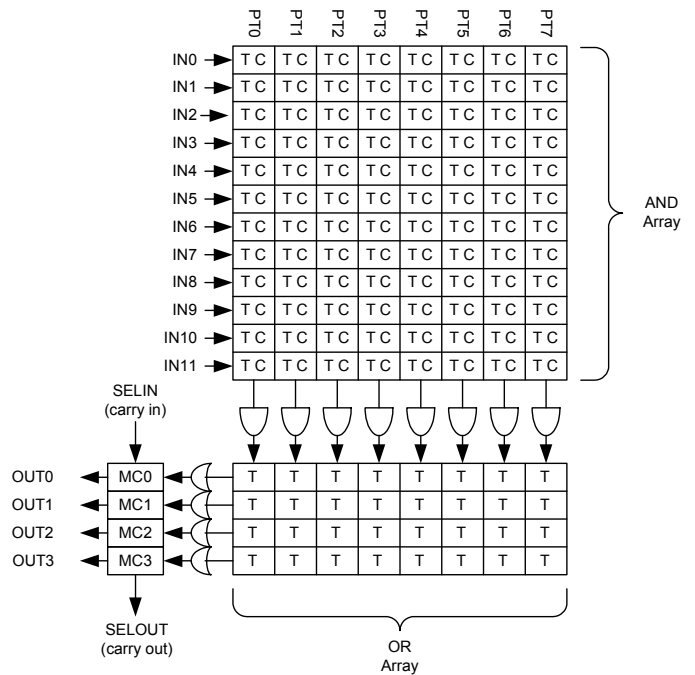 PT0 PT1 PT2 PT3 PT4 PT5 PT6 PT7
IN0 T C T C T C T C T C T C T C T C
IN1 T C T C T C T C T C T C T C T C
IN2 T C T C T C T C T C T C T C T C
IN3 T C T C T C T C T C T C T C T C
IN4 T C T C T C T C T C T C T C T C
IN5 T C T C T C T C T C T C T C T C
IN6 T C T C T C T C T C T C T C T C
IN7 T C T C T C T C T C T C T C T C
IN8 T C T C T C T C T C T C T C T C
IN9 T C T C T C T C T C T C T C T C
IN10 T C T C T C T C T C T C T C T C
IN11 T C T C T C T C T C T C T C T C
AND
Array
SELIN
(carry in)
OUT0 MC0 T T T T T T T T
OUT1 MC1 T T T T T T T T
OUT2 MC2 T T T T T T T T
OUT3 MC3 T T T T T T T T
SELOUT
(carry out)
OR
Array